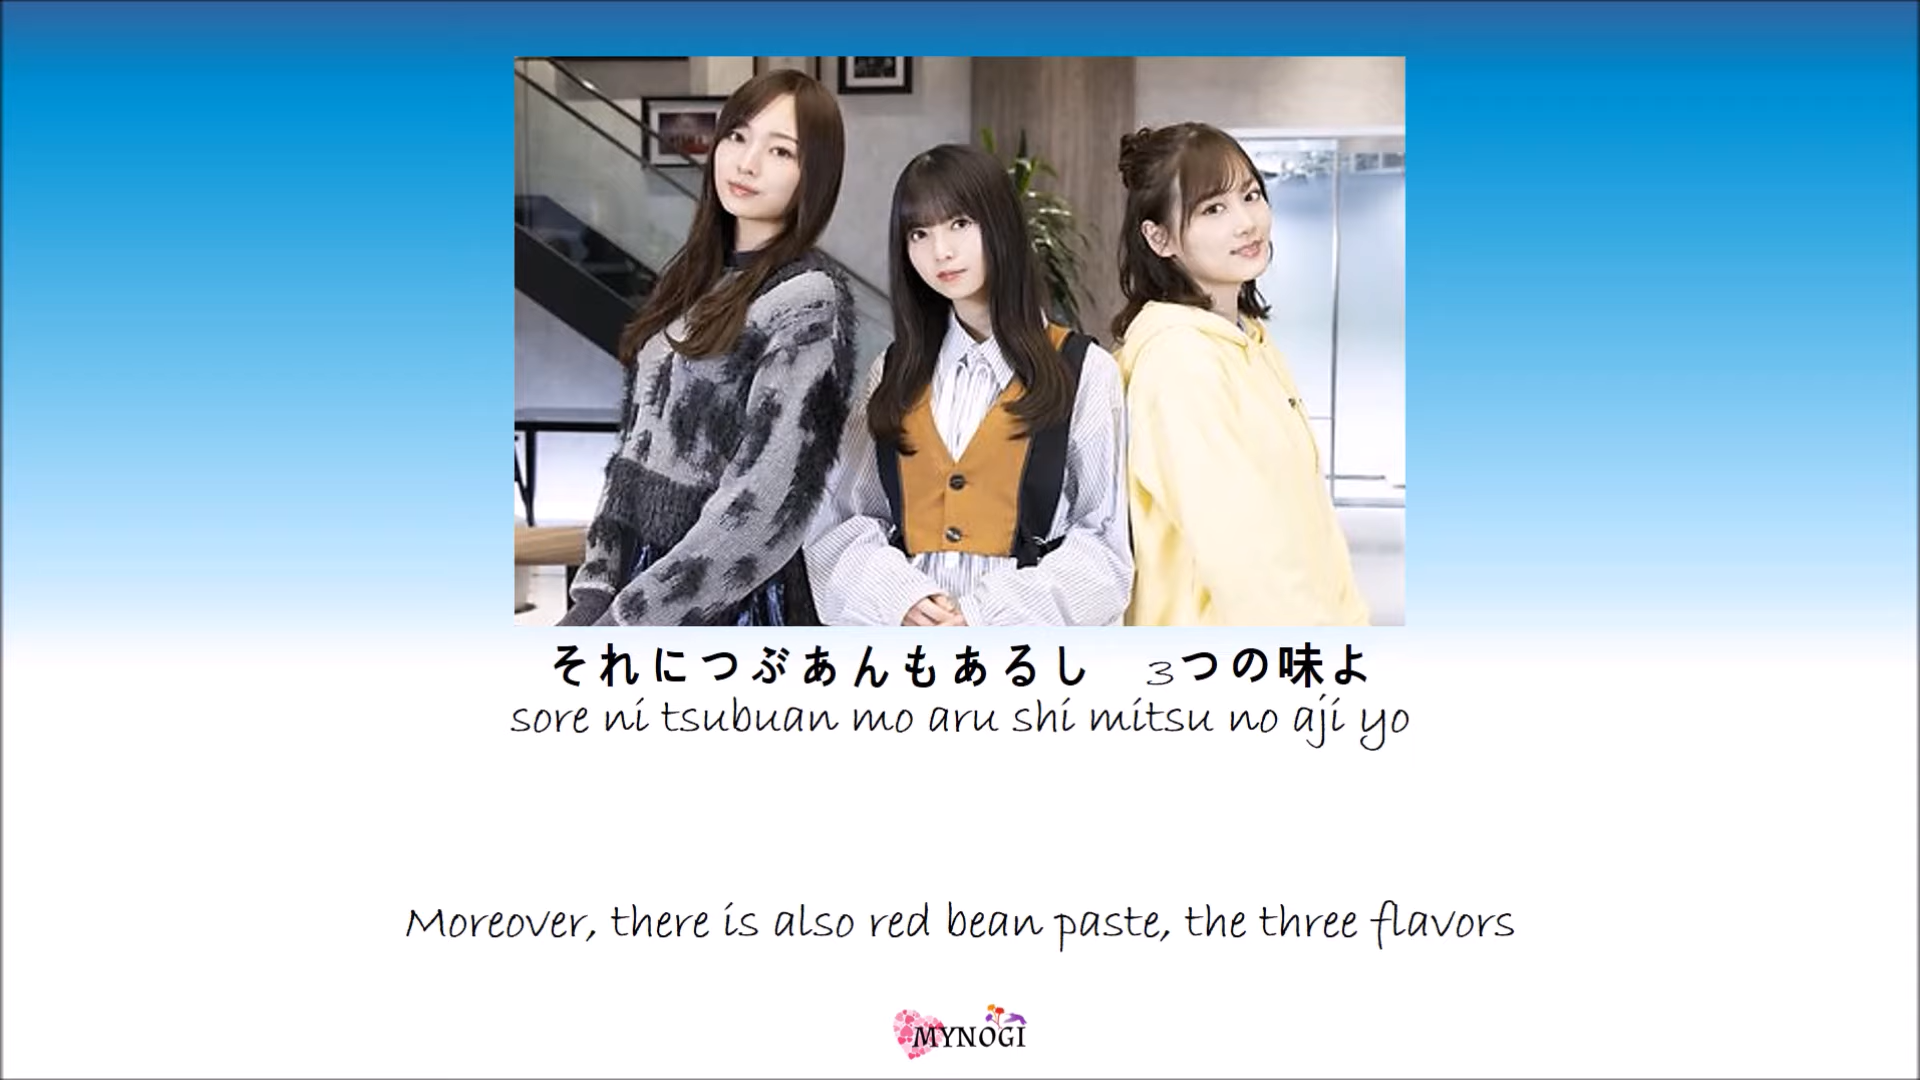 それにつぶあんもあるし　3つの味よ
sore ni tsubuan mo aru shi mitsu no aji yo
Moreover, there is also red bean paste, the three flavors
MYNOGI